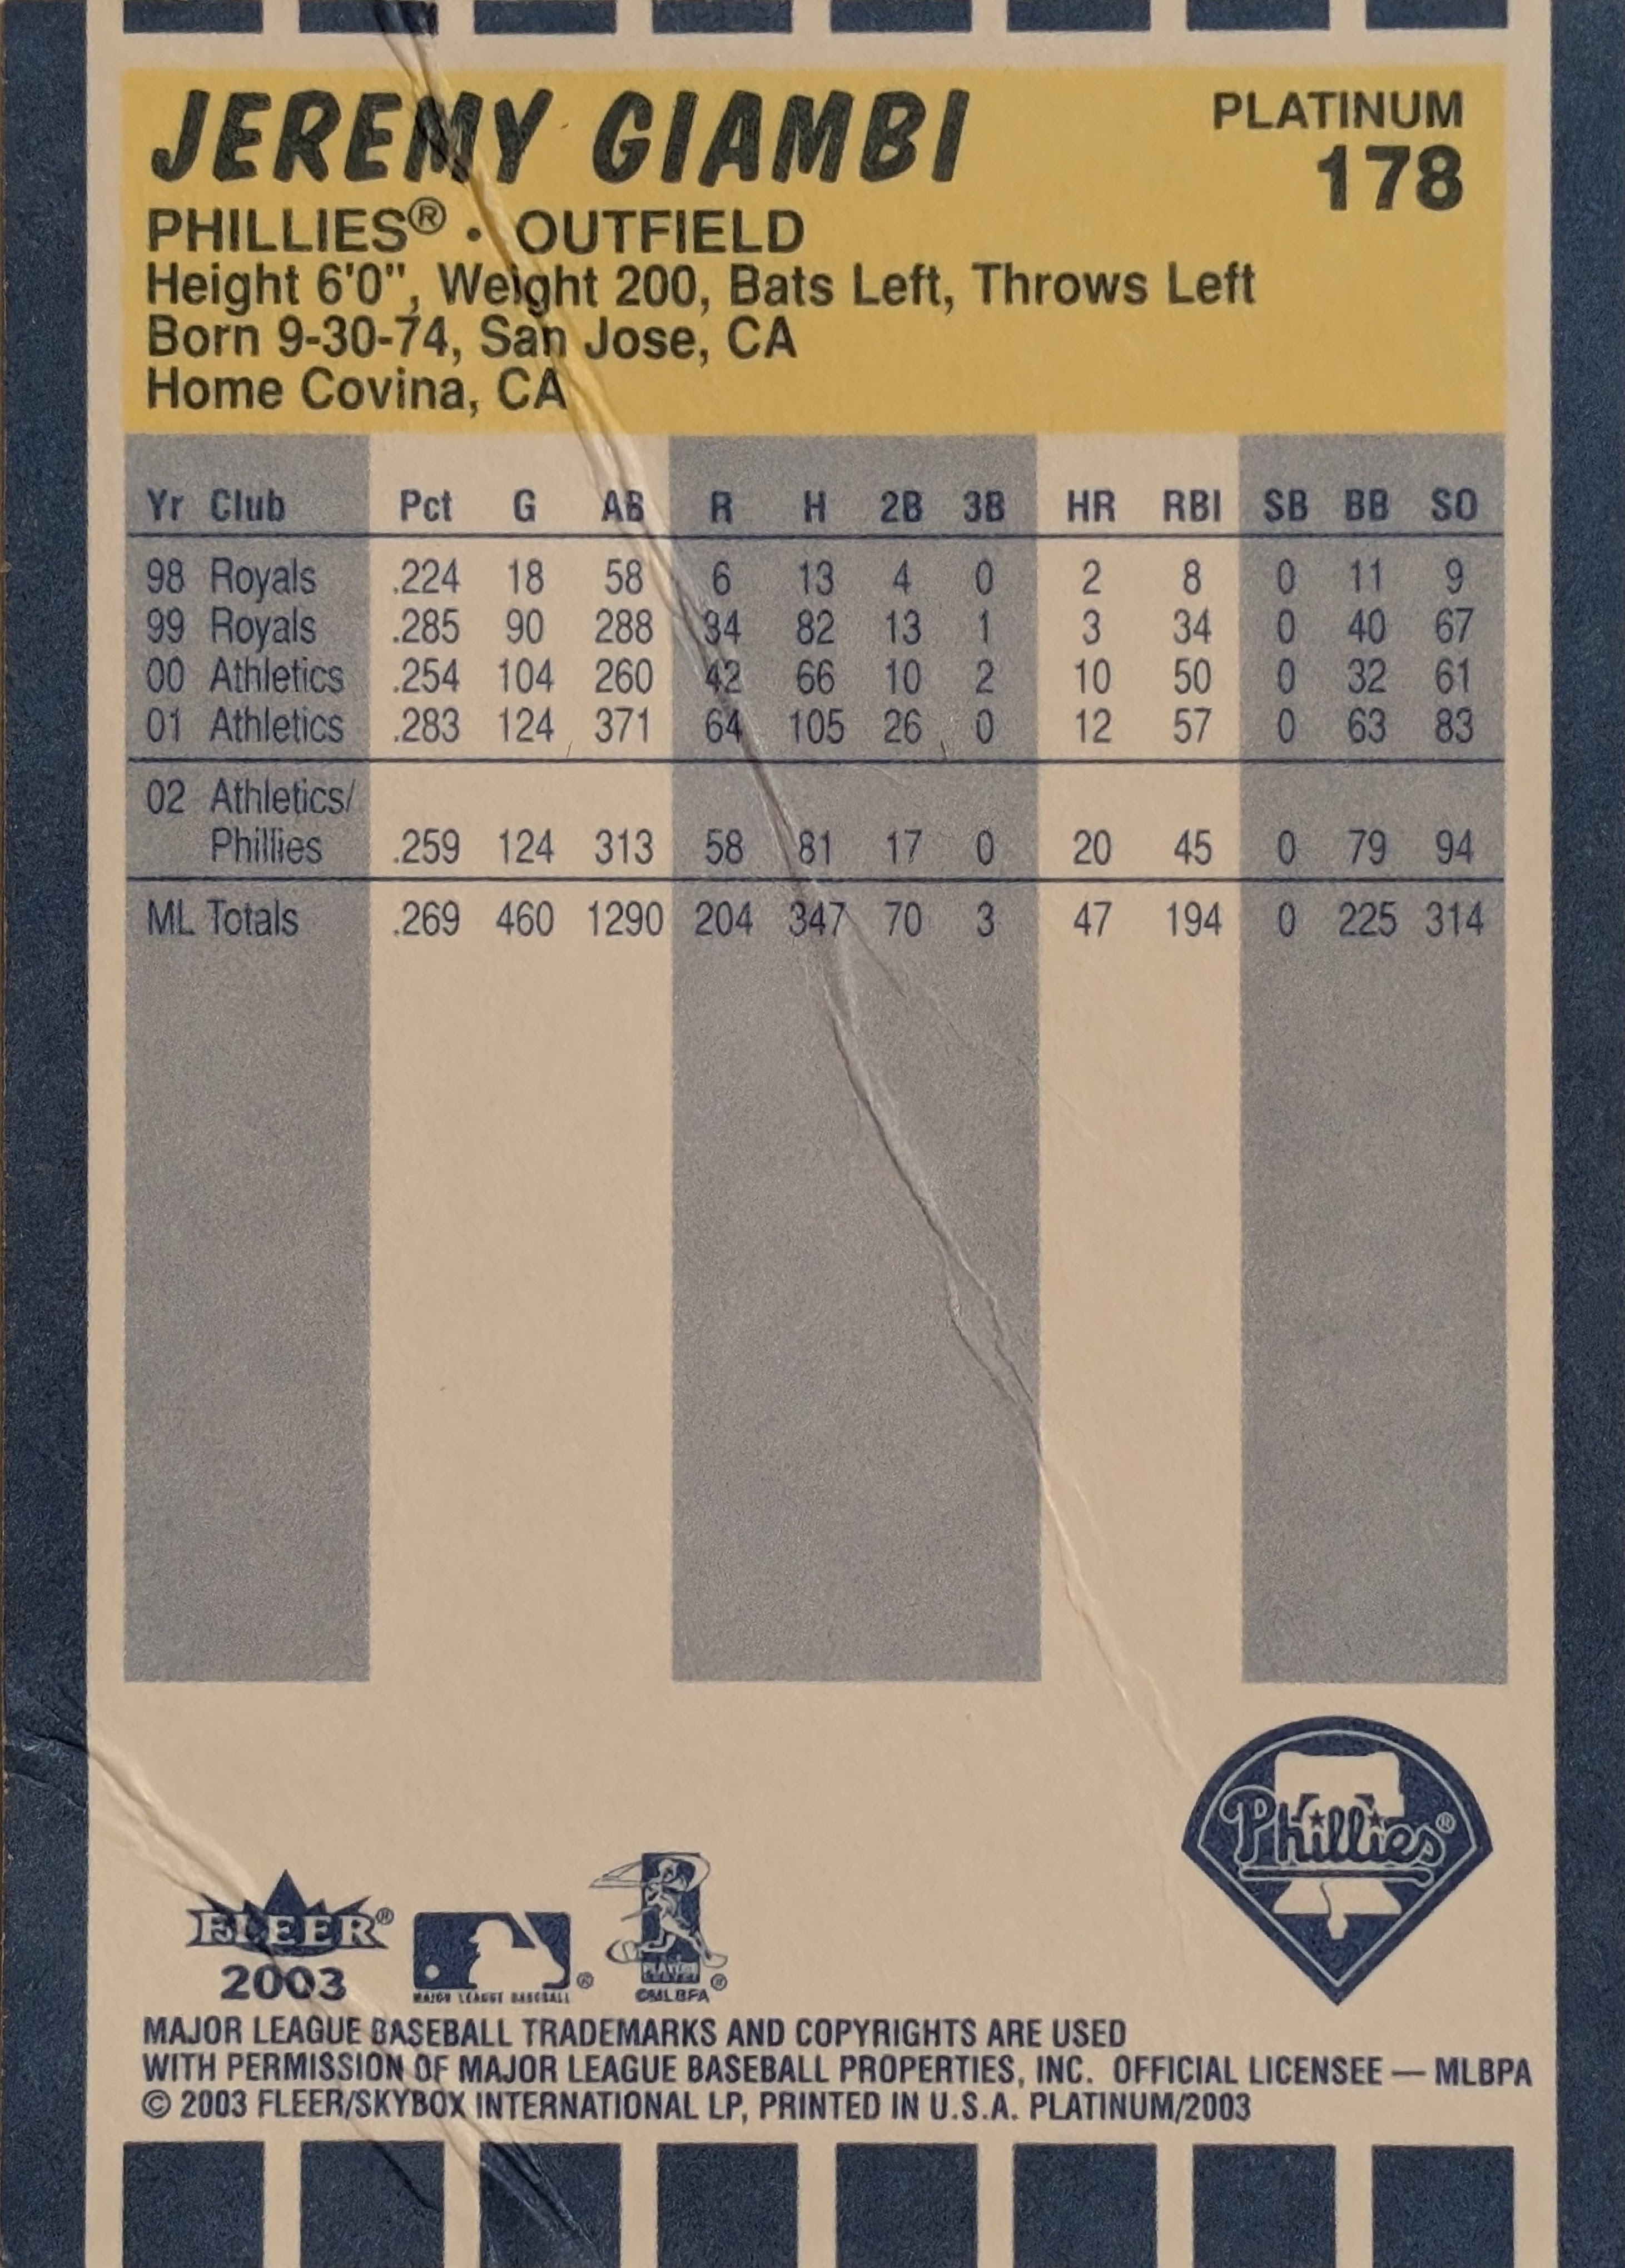 JEREMY GIAMBI PLATINUM
178
PHILLIES® • OUTFIELD
Height 6'0", Weight 200, Bats Left, Throws Left
Born 9-30-74, San Jose, CA
Home Covina, CA
Yr Club Pct G AB R H 2B 3B HR RBI SB BB SO
98 Royals .224 18 58 6 13 4 0 2 8 0 11 9
99 Royals .285 90 288 34 82 13 1 3 34 0 40 67
00 Athletics .254 104 260 42 66 10 2 10 50 0 32 61
01 Athletics .283 124 371 64 105 26 0 12 57 0 63 83
02 Athletics/
Phillies .259 124 313 58 81 17 0 20 45 0 79 94
ML Totals .269 460 1290 204 347 70 3 47 194 0 225 314
Phillies®
FLEER®
2003
MAJOR LEAGUE BASEBALL ®
PLAYERS
©MLBPA ®
MAJOR LEAGUE BASEBALL TRADEMARKS AND COPYRIGHTS ARE USED
WITH PERMISSION OF MAJOR LEAGUE BASEBALL PROPERTIES, INC. OFFICIAL LICENSEE — MLBPA
© 2003 FLEER/SKYBOX INTERNATIONAL LP, PRINTED IN U.S.A. PLATINUM/2003